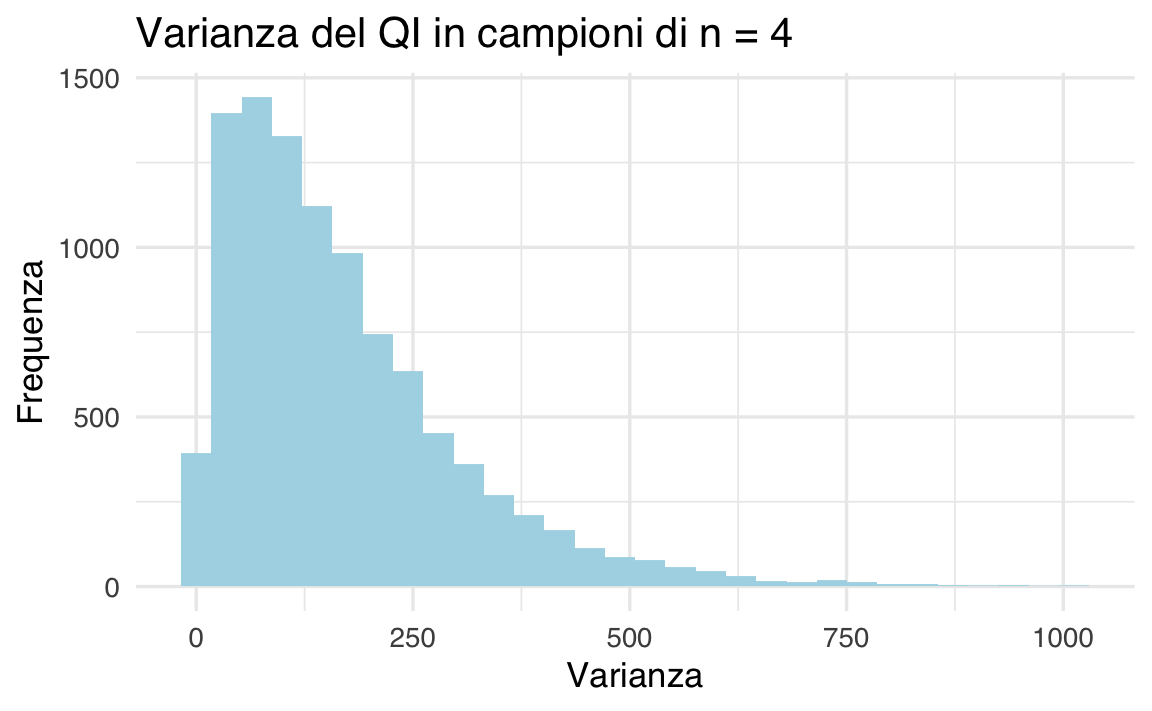 Varianza del QI in campioni di n = 4
1500
1000
500
0
Frequenza
0 250 500 750 1000
Varianza